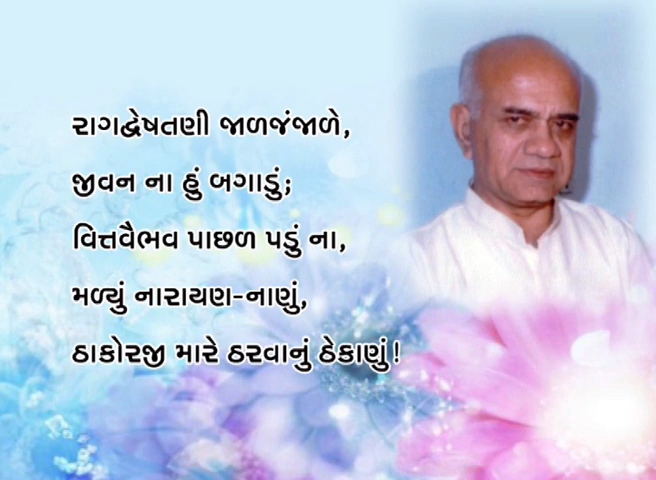 રાગદ્વેષતણી જાળજંજાળે,
જીવન ના હું બગાડું;
વિત્તવૈભવ પાછળ પડું ના,
મળ્યું નારાયણ-નાણું,
ઠાકોરજી મારે ઠરવાનું ઠેકાણું!